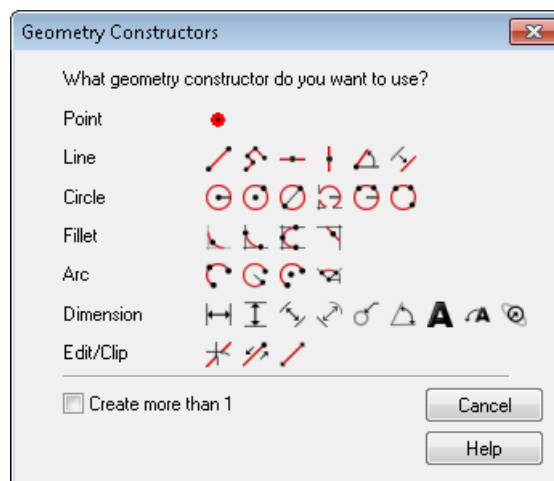 Geometry Constructors
What geometry constructor do you want to use?
Point
Line
Circle
Fillet
Arc
Dimension A A
Edit/Clip
Create more than 1
Cancel
Help